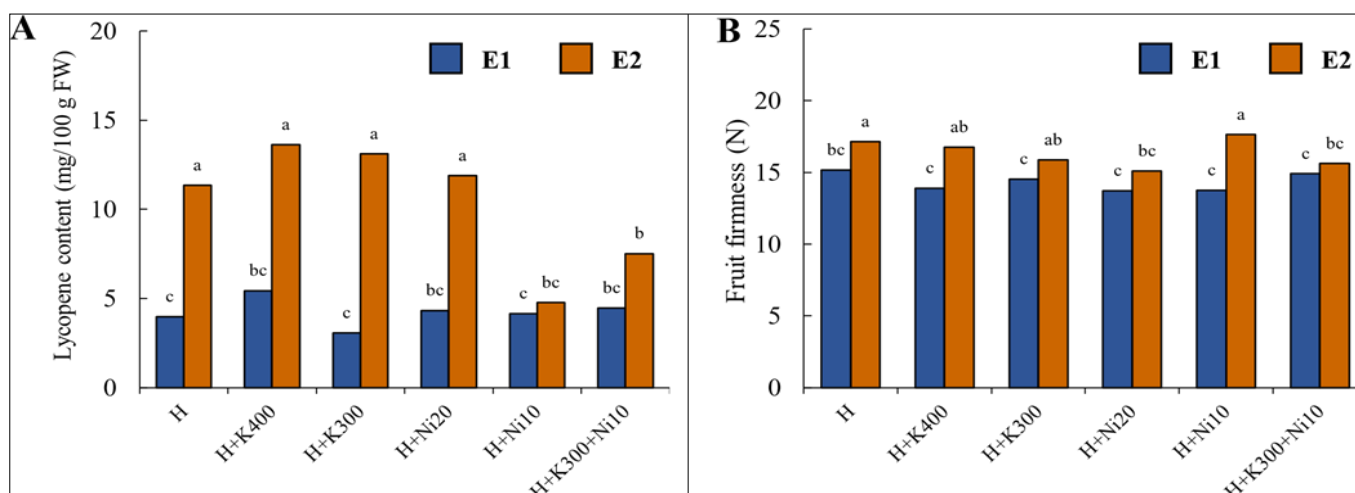 A
Lycopene content (mg/100 g FW)
20
15
10
5
0
E1 E2
c a
bc a
c a
bc a
c bc
bc b
H
H+K400
H+K300
H+Ni20
H+Ni10
H+K300+Ni10
B
Fruit firmness (N)
25
20
15
10
5
0
E1 E2
bc a
c ab
c ab
c bc
c a
c bc
H
H+K400
H+K300
H+Ni20
H+Ni10
H+K300+Ni10